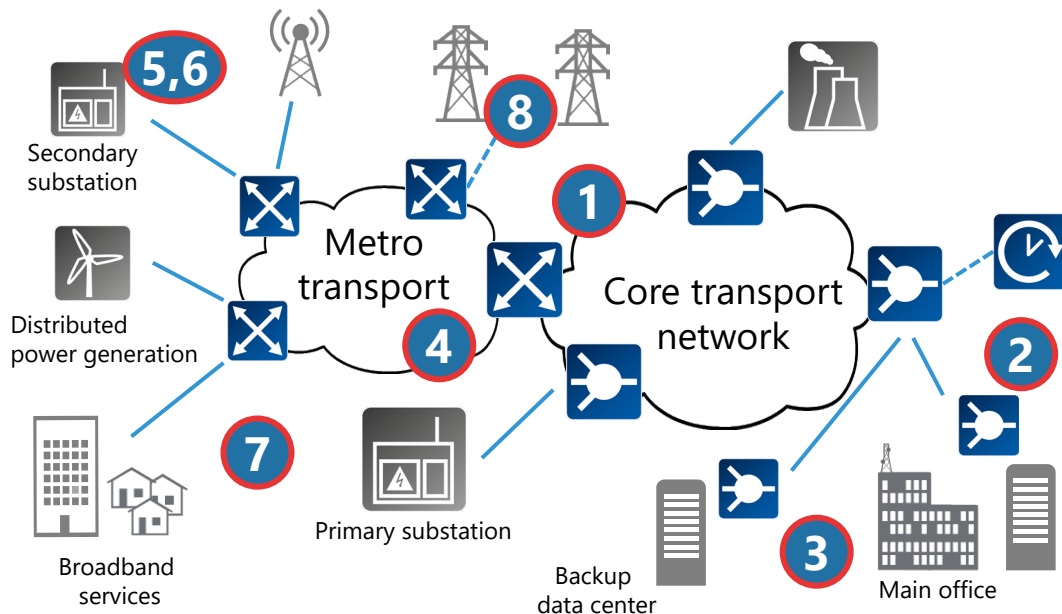 5,6
8
Secondary
substation
1
Metro
transport
Core transport
network
Distributed
power generation
4
2
7
Primary substation
3
Broadband
services
Backup
data center
Main office